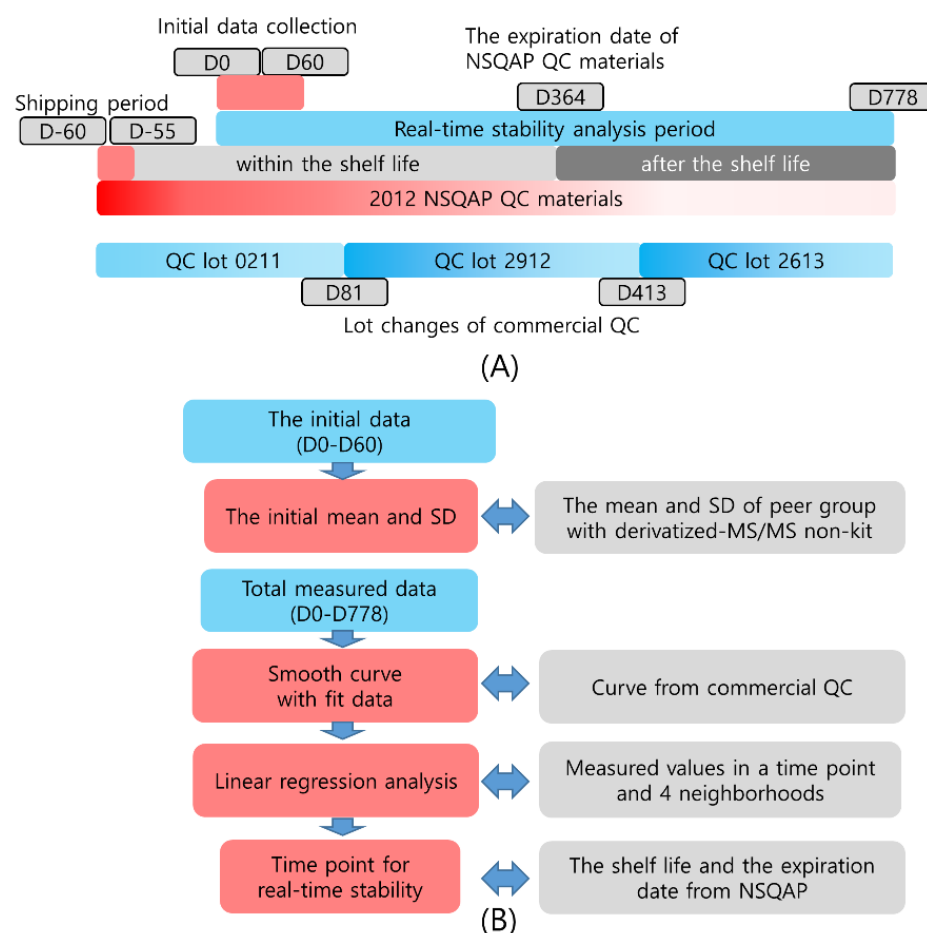 Initial data collection
D0
D60
The expiration date of
NSQAP QC materials
D364
D778
Shipping period
D-60
D-55
Real-time stability analysis period
within the shelf life
after the shelf life
2012 NSQAP QC materials
QC lot 0211
QC lot 2912
QC lot 2613
D81
D413
Lot changes of commercial QC
(A)
The initial data
(D0-D60)
The initial mean and SD
The mean and SD of peer group
with derivatized-MS/MS non-kit
Total measured data
(D0-D778)
Smooth curve
with fit data
Curve from commercial QC
Linear regression analysis
Measured values in a time point
and 4 neighborhoods
Time point for
real-time stability
The shelf life and the expiration
date from NSQAP
(B)